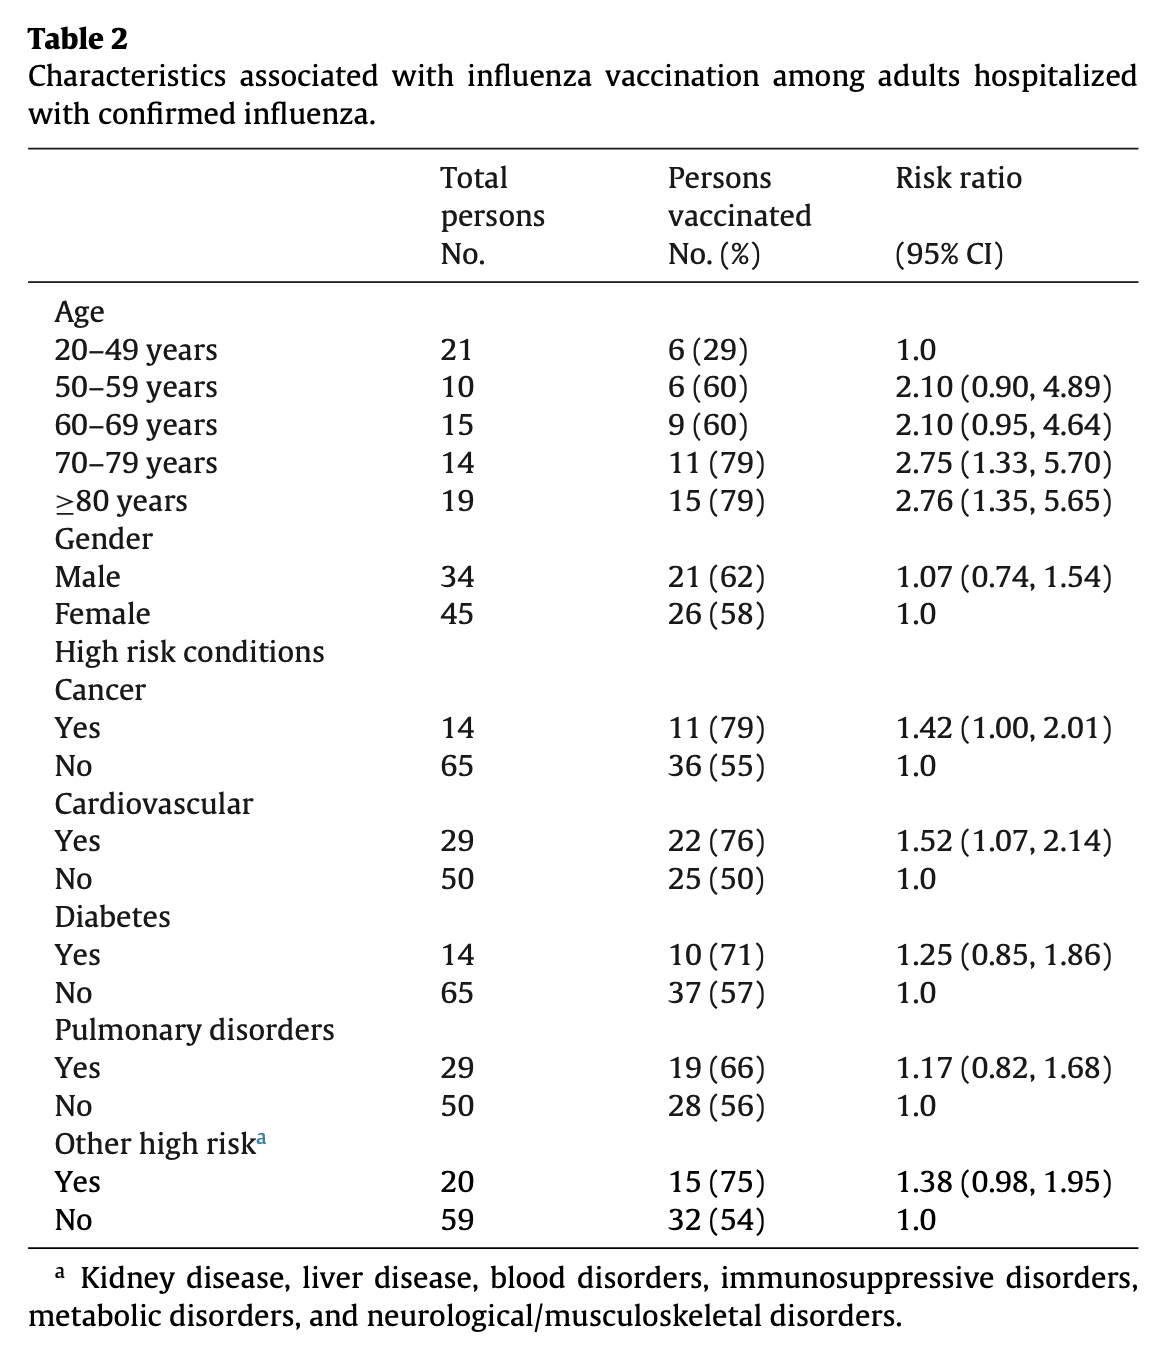 Table 2
Characteristics associated with influenza vaccination among adults hospitalized
with confirmed influenza.
Total Persons Risk ratio
persons vaccinated
No. No. (%) (95% CI)
Age
20–49 years 21 6 (29) 1.0
50–59 years 10 6 (60) 2.10 (0.90, 4.89)
60–69 years 15 9 (60) 2.10 (0.95, 4.64)
70–79 years 14 11 (79) 2.75 (1.33, 5.70)
≥80 years 19 15 (79) 2.76 (1.35, 5.65)
Gender
Male 34 21 (62) 1.07 (0.74, 1.54)
Female 45 26 (58) 1.0
High risk conditions
Cancer
Yes 14 11 (79) 1.42 (1.00, 2.01)
No 65 36 (55) 1.0
Cardiovascular
Yes 29 22 (76) 1.52 (1.07, 2.14)
No 50 25 (50) 1.0
Diabetes
Yes 14 10 (71) 1.25 (0.85, 1.86)
No 65 37 (57) 1.0
Pulmonary disorders
Yes 29 19 (66) 1.17 (0.82, 1.68)
No 50 28 (56) 1.0
Other high risk a
Yes 20 15 (75) 1.38 (0.98, 1.95)
No 59 32 (54) 1.0
a Kidney disease, liver disease, blood disorders, immunosuppressive disorders,
metabolic disorders, and neurological/musculoskeletal disorders.